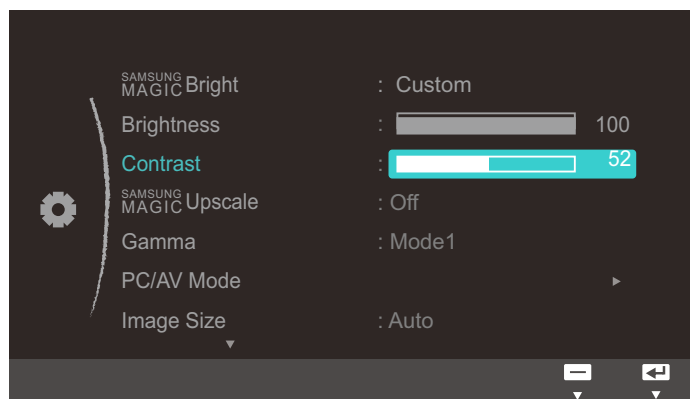 SAMSUNG MAGIC Bright : Custom
Brightness : 100
Contrast : 52
SAMSUNG MAGIC Upscale : Off
Gamma : Mode1
PC/AV Mode
Image Size : Auto